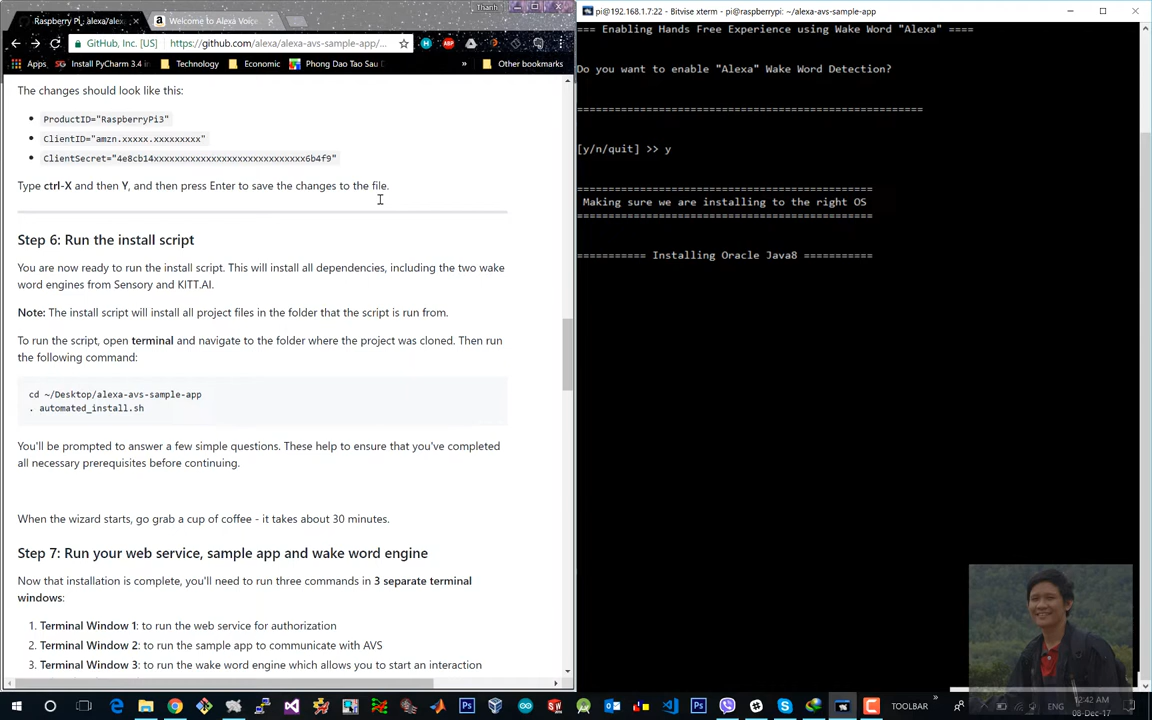 Raspberry Pi · alexa/alexa-
Welcome to Alexa Voice
Thanh
GitHub, Inc. [US]
https://github.com/alexa/alexa-avs-sample-app/...
Apps
Install PyCharm 3.4 i
Technology
Economic
Phong Dao Tao Sau
»
Other bookmarks
The changes should look like this:
• ProductID="RaspberryPi3"
• ClientID="amzn.xxxxx.xxxxxxxxx"
• ClientSecret="4e8cb14xxxxxxxxxxxxxxxxxxxxxxxxxxxx6b4f9"
Type ctrl-X and then Y, and then press Enter to save the changes to the file.
Step 6: Run the install script
You are now ready to run the install script. This will install all dependencies, including the two wake
word engines from Sensory and KITT.AI.
Note: The install script will install all project files in the folder that the script is run from.
To run the script, open terminal and navigate to the folder where the project was cloned. Then run
the following command:
cd ~/Desktop/alexa-avs-sample-app
. automated_install.sh
You'll be prompted to answer a few simple questions. These help to ensure that you've completed
all necessary prerequisites before continuing.
When the wizard starts, go grab a cup of coffee - it takes about 30 minutes.
Step 7: Run your web service, sample app and wake word engine
Now that installation is complete, you'll need to run three commands in 3 separate terminal
windows:
1. Terminal Window 1: to run the web service for authorization
2. Terminal Window 2: to run the sample app to communicate with AVS
3. Terminal Window 3: to run the wake word engine which allows you to start an interaction
pi@192.168.1.7:22 - Bitvise xterm - pi@raspberrypi: ~/alexa-avs-sample-app
=== Enabling Hands Free Experience using Wake Word "Alexa" ====
Do you want to enable "Alexa" Wake Word Detection?
=======================================================
[y/n/quit] >> y
===============================================
Making sure we are installing to the right OS
===============================================
=========== Installing Oracle Java8 ===========
TOOLBAR
»
ENG
12:42 AM
08-Dec-17